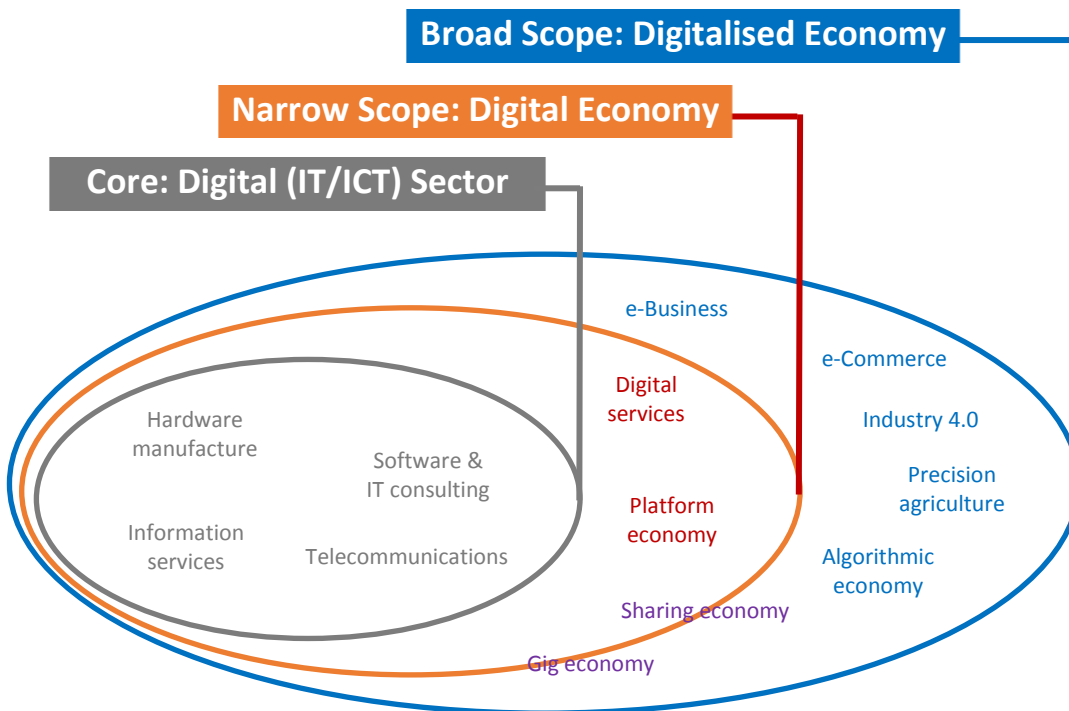 Broad Scope: Digitalised Economy
Narrow Scope: Digital Economy
Core: Digital (IT/ICT) Sector
e-Business
e-Commerce
Digital
services
Industry 4.0
Hardware
manufacture
Software &
IT consulting
Precision
agriculture
Platform
economy
Information
services
Telecommunications
Algorithmic
economy
Sharing economy
Gig economy